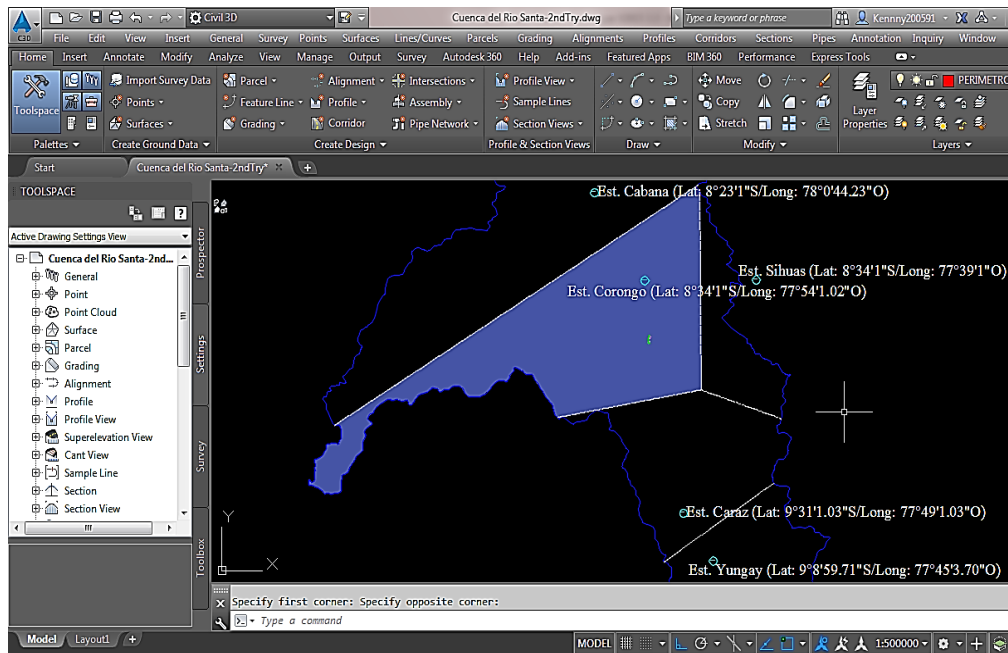 Civil 3D Cuenca del Rio Santa-2ndTry.dwg Type a keyword or phrase Kennny200591
C3D File Edit View Insert General Survey Points Surfaces Lines/Curves Parcels Grading Alignments Profiles Corridors Sections Pipes Annotation Inquiry Window
Home Insert Annotate Modify Analyze View Manage Output Survey Autodesk 360 Help Add-ins Featured Apps BIM 360 Performance Express Tools
Toolspace
Import Survey Data Parcel Alignment Intersections Profile View Move Copy Stretch PERIMETRO
Points Feature Line Profile Assembly Sample Lines
Surfaces Grading Corridor Pipe Network Section Views
Layer Properties
Palettes Create Ground Data Create Design Profile & Section Views Draw Modify Layers
Start Cuenca del Rio Santa-2ndTry*
TOOLSPACE
Active Drawing Settings View
Cuenca del Rio Santa-2nd...
General
Point
Point Cloud
Surface
Parcel
Grading
Alignment
Profile
Profile View
Superelevation View
Cant View
Sample Line
Section
Section View
Prospector
Settings
Survey
Toolbox
Est. Cabana (Lat: 8°23'1"S/Long: 78°0'44.23"O)
Est. Sihuas (Lat: 8°34'1"S/Long: 77°39'1"O)
Est. Corongo (Lat: 8°34'1"S/Long: 77°54'1.02"O)
Est. Caraz (Lat: 9°31'1.03"S/Long: 77°49'1.03"O)
Est. Yungay (Lat: 9°8'59.71"S/Long: 77°45'3.70"O)
Y
X
Specify first corner: Specify opposite corner:
Type a command
Model Layout1 + MODEL 1:500000